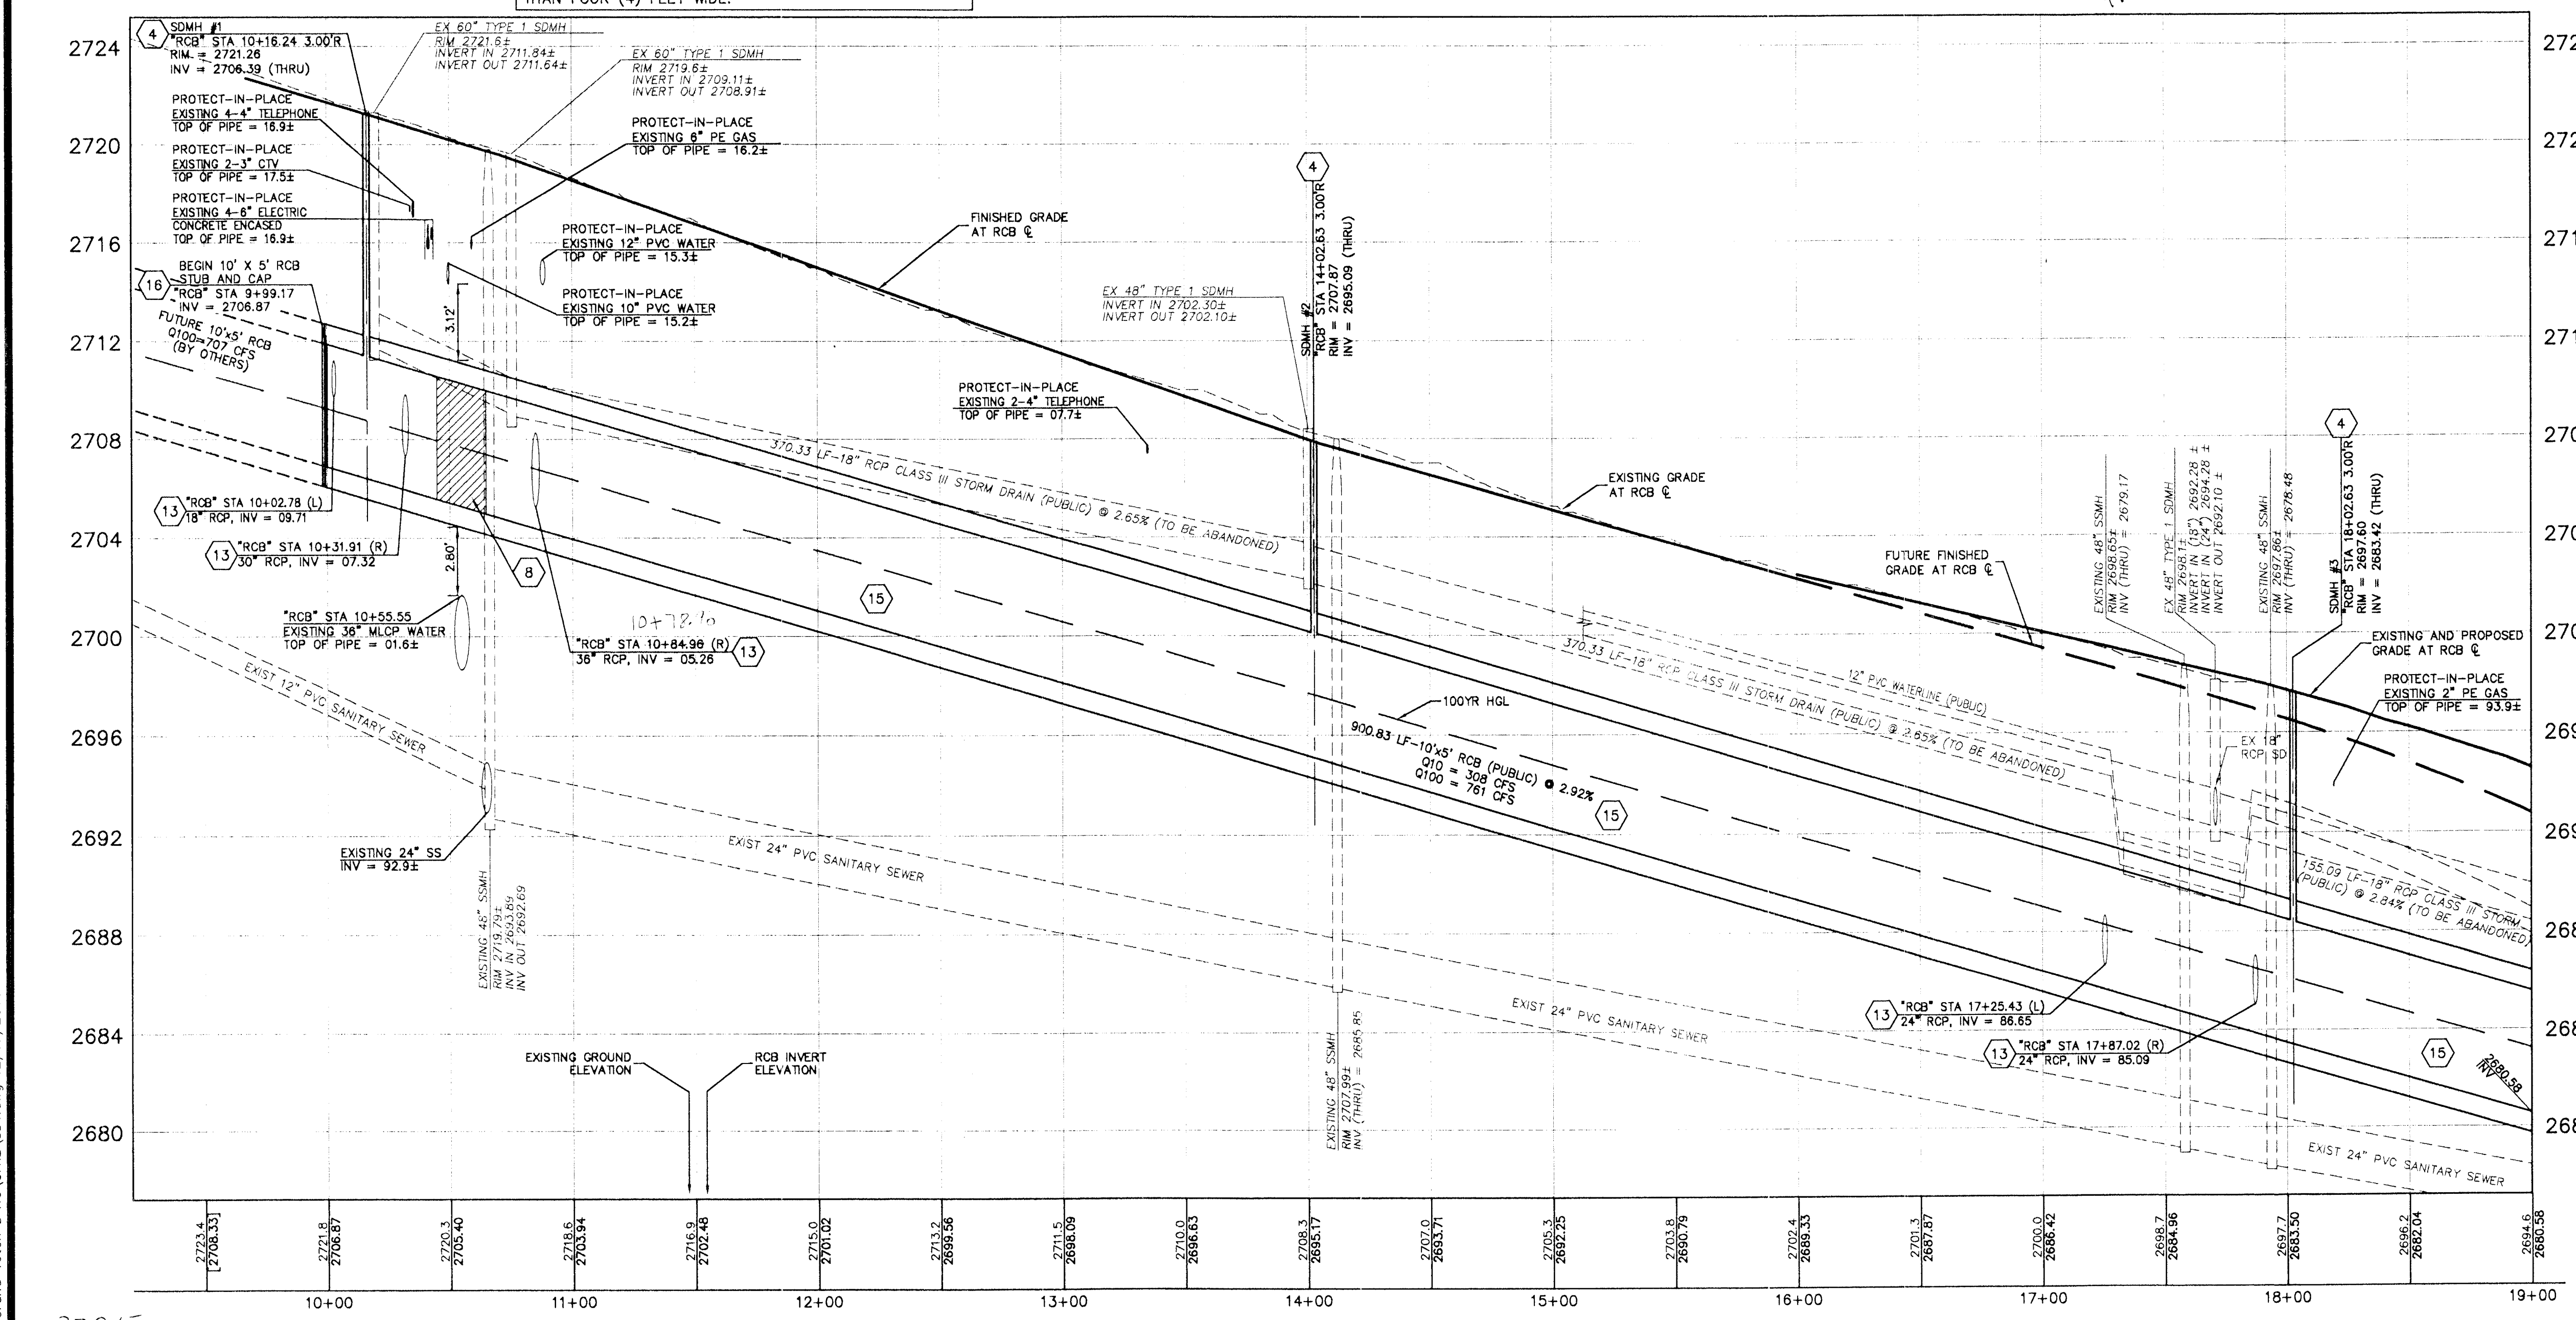 THAN FOUR (4) FEET WIDE.
2724
2720
2716
2712
2708
2704
2700
2696
2692
2688
2684
2680
4
SDMH #1
"RCB" STA 10+16.24 3.00'R
RIM = 2721.26
INV = 2706.39 (THRU)
EX 60" TYPE 1 SDMH
RIM 2721.6±
INVERT IN 2711.84±
INVERT OUT 2711.64±
EX 60" TYPE 1 SDMH
RIM 2719.6±
INVERT IN 2709.11±
INVERT OUT 2708.91±
PROTECT-IN-PLACE
EXISTING 4-4" TELEPHONE
TOP OF PIPE = 16.9±
PROTECT-IN-PLACE
EXISTING 2-3" CTV
TOP OF PIPE = 17.5±
PROTECT-IN-PLACE
EXISTING 4-6" ELECTRIC
CONCRETE ENCASED
TOP OF PIPE = 16.9±
PROTECT-IN-PLACE
EXISTING 6" PE GAS
TOP OF PIPE = 16.2±
PROTECT-IN-PLACE
EXISTING 12" PVC WATER
TOP OF PIPE = 15.3±
PROTECT-IN-PLACE
EXISTING 10" PVC WATER
TOP OF PIPE = 15.2±
3.12'
16
BEGIN 10' X 5' RCB
STUB AND CAP
"RCB" STA 9+99.17
INV = 2706.87
FUTURE 10'x5' RCB
Q100=707 CFS
(BY OTHERS)
FINISHED GRADE
AT RCB ℄
EX 48" TYPE 1 SDMH
INVERT IN 2702.30±
INVERT OUT 2702.10±
4
SDMH #2
"RCB" STA 14+02.63 3.00'R
RIM = 2707.87
INV = 2695.09 (THRU)
PROTECT-IN-PLACE
EXISTING 2-4" TELEPHONE
TOP OF PIPE = 07.7±
370.33 LF-18" RCP CLASS III STORM DRAIN (PUBLIC) @ 2.65% (TO BE ABANDONED)
13
"RCB" STA 10+02.78 (L)
18" RCP, INV = 09.71
13
"RCB" STA 10+31.91 (R)
30" RCP, INV = 07.32
2.80'
8
15
"RCB" STA 10+55.55
EXISTING 36" MLCP WATER
TOP OF PIPE = 01.6±
"RCB" STA 10+84.96 (R)
36" RCP, INV = 05.26
13
EXIST 12" PVC SANITARY SEWER
EXISTING 24" SS
INV = 92.9±
EXISTING 48" SSMH
RIM 2719.79±
INV IN 2693.89
INV OUT 2692.69
EXIST 24" PVC SANITARY SEWER
EXISTING GRADE
AT RCB ℄
FUTURE FINISHED
GRADE AT RCB ℄
EXISTING 48" SSMH
RIM 2698.65±
INV (THRU) = 2679.17
EX 48" TYPE 1 SDMH
RIM 2698.1±
INVERT IN (18") 2692.28 ±
INVERT IN (24") 2694.28 ±
INVERT OUT 2692.10 ±
EXISTING 48" SSMH
RIM 2697.86±
INV (THRU) = 2678.48
4
SDMH #3
"RCB" STA 18+02.63 3.00'R
RIM = 2697.60
INV = 2683.42 (THRU)
EXISTING AND PROPOSED
GRADE AT RCB ℄
PROTECT-IN-PLACE
EXISTING 2" PE GAS
TOP OF PIPE = 93.9±
12" PVC WATERLINE (PUBLIC)
370.33 LF-18" RCP CLASS III STORM DRAIN (PUBLIC) @ 2.65% (TO BE ABANDONED)
100YR HGL
900.83 LF-10'x5' RCB (PUBLIC) @ 2.92%
Q10 = 308 CFS
Q100 = 761 CFS
15
EX 18"
RCP SD
155.09 LF-18" RCP CLASS III STORM
(PUBLIC) @ 2.84% (TO BE ABANDONED)
13
"RCB" STA 17+25.43 (L)
24" RCP, INV = 86.65
13
"RCB" STA 17+87.02 (R)
24" RCP, INV = 85.09
15
2680.58
INV
EXIST 24" PVC SANITARY SEWER
EXISTING 48" SSMH
RIM 2707.99±
INV (THRU) = 2685.85
EXIST 24" PVC SANITARY SEWER
EXISTING GROUND
ELEVATION
RCB INVERT
ELEVATION
2723.4
[2708.33]
2721.8
2706.87
2720.3
2705.40
2718.6
2703.94
2716.9
2702.48
2715.0
2701.02
2713.2
2699.56
2711.5
2698.09
2710.0
2696.63
2708.3
2695.17
2707.0
2693.71
2705.3
2692.25
2703.8
2690.79
2702.4
2689.33
2701.3
2687.87
2700.0
2686.42
2698.7
2684.96
2697.7
2683.50
2696.2
2682.04
2694.6
2680.58
10+00
11+00
12+00
13+00
14+00
15+00
16+00
17+00
18+00
19+00